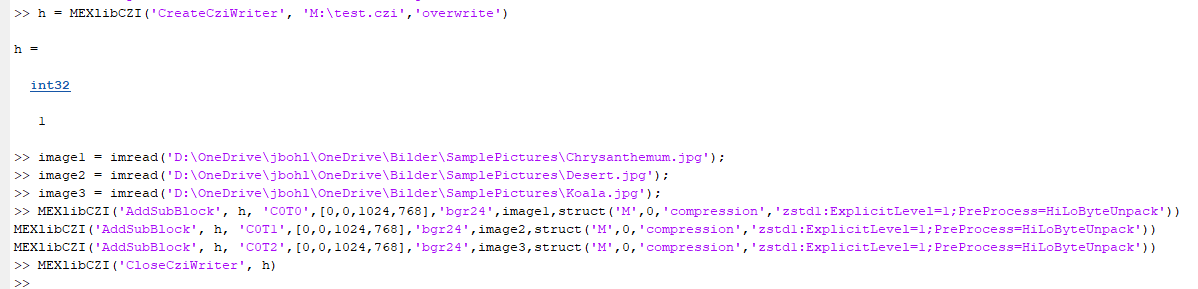 >> h = MEXlibCZI('CreateCziWriter', 'M:\test.czi','overwrite')
h =
int32
1
>> image1 = imread('D:\OneDrive\jbohl\OneDrive\Bilder\SamplePictures\Chrysanthemum.jpg');
>> image2 = imread('D:\OneDrive\jbohl\OneDrive\Bilder\SamplePictures\Desert.jpg');
>> image3 = imread('D:\OneDrive\jbohl\OneDrive\Bilder\SamplePictures\Koala.jpg');
>> MEXlibCZI('AddSubBlock', h, 'C0T0',[0,0,1024,768],'bgr24',image1,struct('M',0,'compression','zstd1:ExplicitLevel=1;PreProcess=HiLoByteUnpack'))
MEXlibCZI('AddSubBlock', h, 'C0T1',[0,0,1024,768],'bgr24',image2,struct('M',0,'compression','zstd1:ExplicitLevel=1;PreProcess=HiLoByteUnpack'))
MEXlibCZI('AddSubBlock', h, 'C0T2',[0,0,1024,768],'bgr24',image3,struct('M',0,'compression','zstd1:ExplicitLevel=1;PreProcess=HiLoByteUnpack'))
>> MEXlibCZI('CloseCziWriter', h)
>>